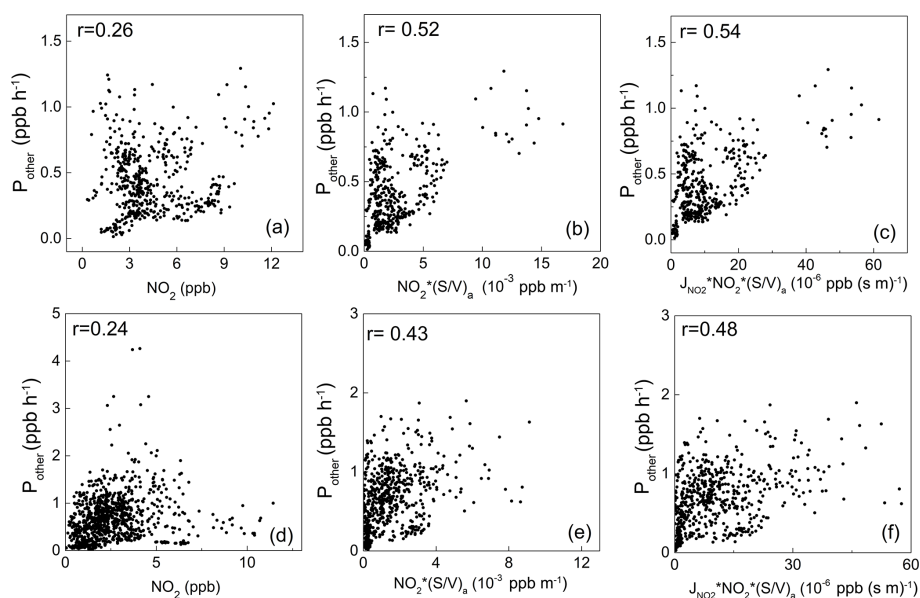 r=0.26
1.5
1.0
0.5
0.0
P_other (ppb h⁻¹)
(a)
0 3 6 9 12
NO₂ (ppb)
r= 0.52
1.5
1.0
0.5
0.0
P_other (ppb h⁻¹)
(b)
0 5 10 15 20
NO₂*(S/V)ₐ (10⁻³ ppb m⁻¹)
r= 0.54
1.5
1.0
0.5
0.0
P_other (ppb h⁻¹)
(c)
0 20 40 60
J_NO2*NO₂*(S/V)ₐ (10⁻⁶ ppb (s m)⁻¹)
r=0.24
5
4
3
2
1
0
P_other (ppb h⁻¹)
(d)
0 3 6 9 12
NO₂ (ppb)
r= 0.43
3
2
1
0
P_other (ppb h⁻¹)
(e)
0 4 8 12
NO₂*(S/V)ₐ (10⁻³ ppb m⁻¹)
r=0.48
3
2
1
0
P_other (ppb h⁻¹)
(f)
0 30 60
J_NO2*NO₂*(S/V)ₐ (10⁻⁶ ppb (s m)⁻¹)